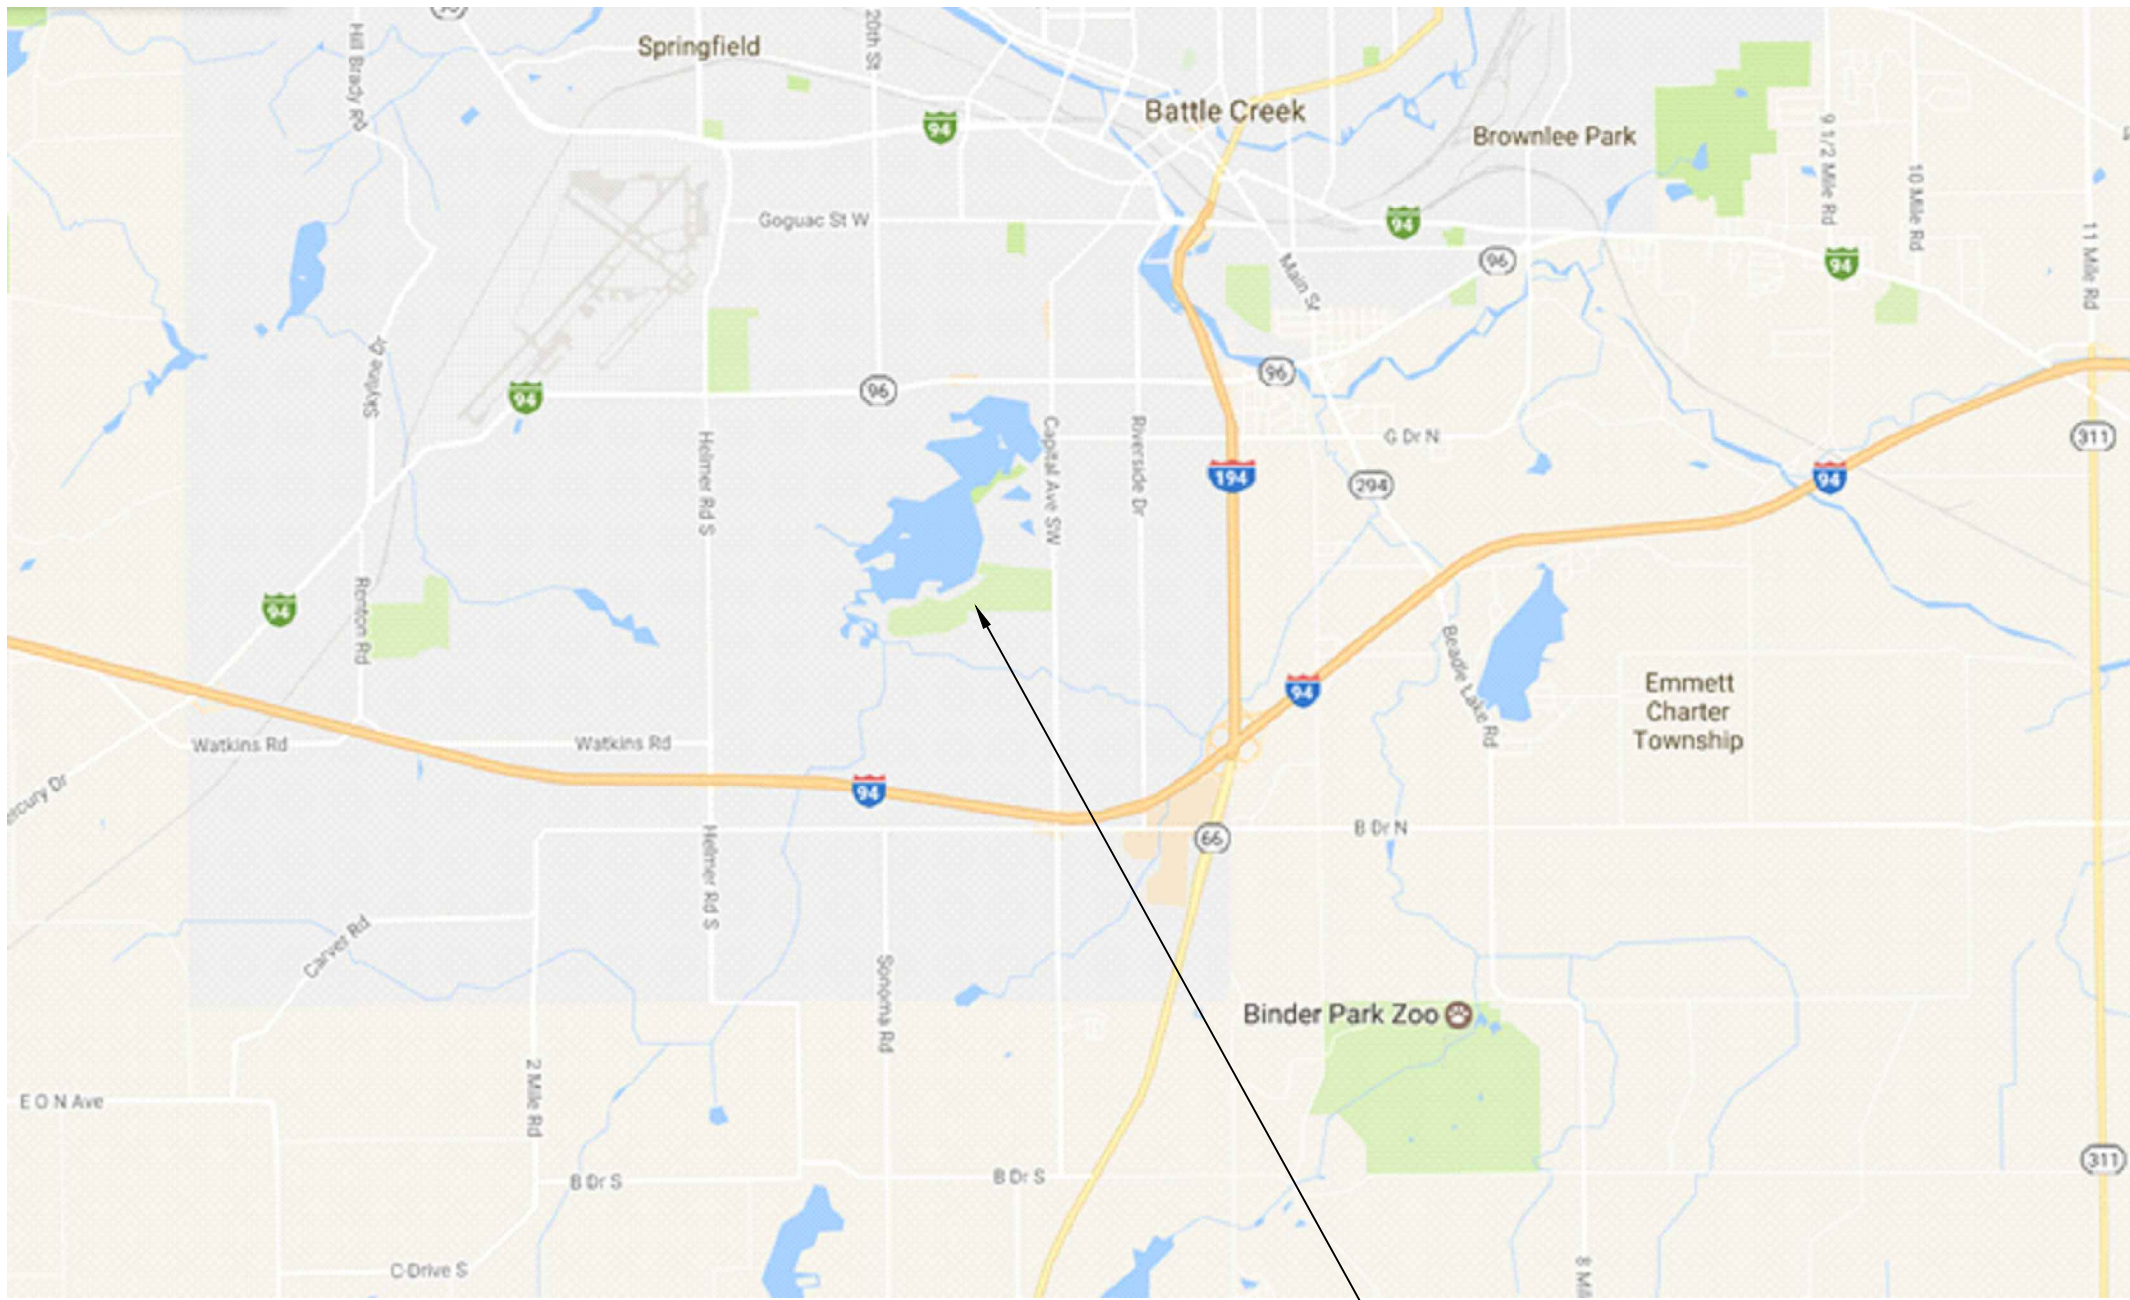 Hill Brady Rd
Springfield
20th St
94
Battle Creek
Brownlee Park
9 1/2 Mile Rd
10 Mile Rd
11 Mile Rd
Goguac St W
94
96
94
Main St
Skyline
94
96
96
Helmer Rd S
Capital Ave SW
Riverside Dr
194
G Dr N
294
94
311
94
Renton Rd
Beadle Lake Rd
94
Emmett
Charter
Township
Watkins Rd
Watkins Rd
94
66
B Dr N
Helmer Rd S
Carver Rd
Sonoma Rd
Binder Park Zoo
2 Mile Rd
E O N Ave
B Dr S
B Dr S
311
C Drive S